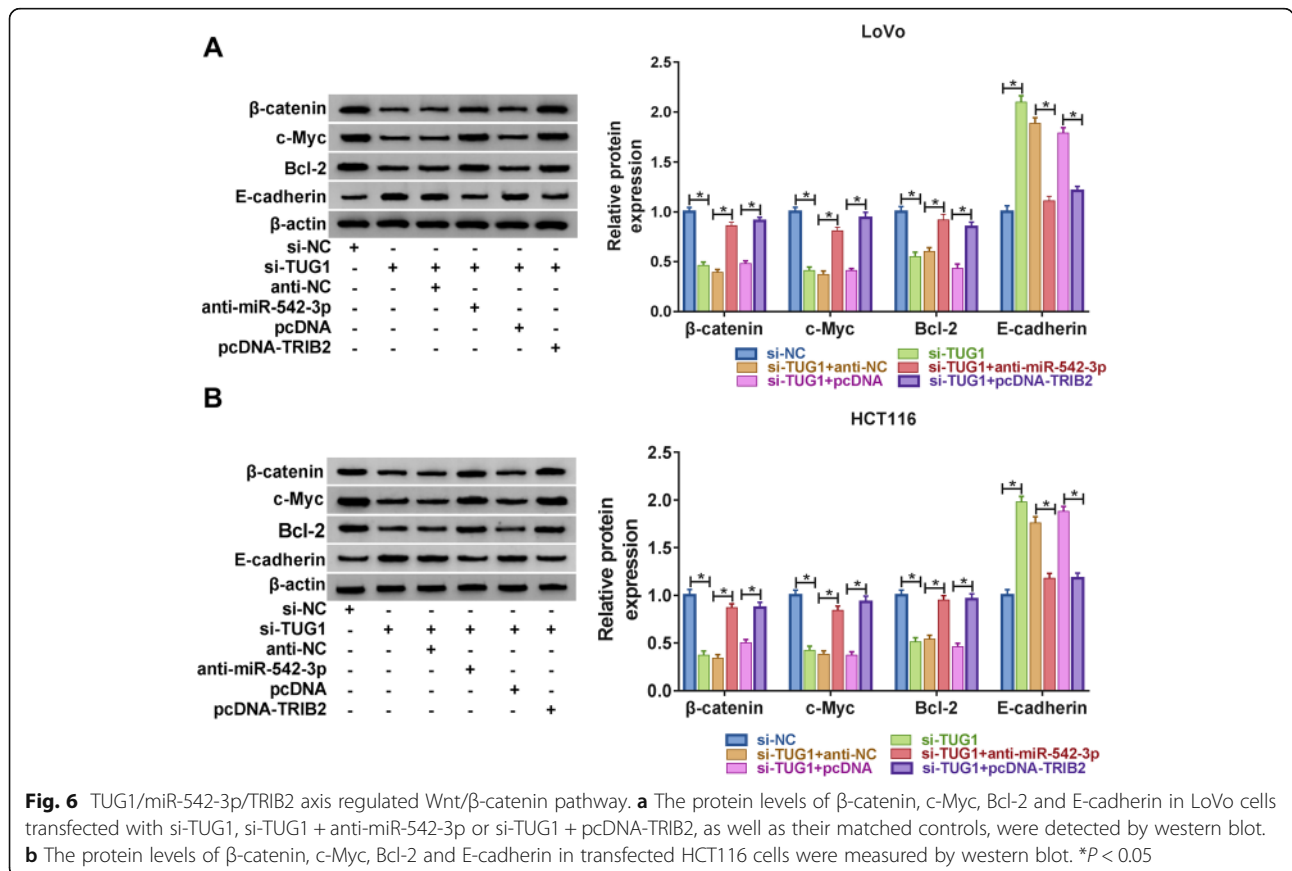 A
β-catenin
c-Myc
Bcl-2
E-cadherin
β-actin
si-NC + - - - - -
si-TUG1 - + + + + +
anti-NC - - + - - -
anti-miR-542-3p - - - + - -
pcDNA - - - - + -
pcDNA-TRIB2 - - - - - +
LoVo
Relative protein
expression
2.5
2.0
1.5
1.0
0.5
0.0
* * * * * * * * * * * *
β-catenin c-Myc Bcl-2 E-cadherin
si-NC si-TUG1
si-TUG1+anti-NC si-TUG1+anti-miR-542-3p
si-TUG1+pcDNA si-TUG1+pcDNA-TRIB2
B
β-catenin
c-Myc
Bcl-2
E-cadherin
β-actin
si-NC + - - - - -
si-TUG1 - + + + + +
anti-NC - - + - - -
anti-miR-542-3p - - - + - -
pcDNA - - - - + -
pcDNA-TRIB2 - - - - - +
HCT116
Relative protein
expression
2.5
2.0
1.5
1.0
0.5
0.0
* * * * * * * * * * * *
β-catenin c-Myc Bcl-2 E-cadherin
si-NC si-TUG1
si-TUG1+anti-NC si-TUG1+anti-miR-542-3p
si-TUG1+pcDNA si-TUG1+pcDNA-TRIB2
Fig. 6 TUG1/miR-542-3p/TRIB2 axis regulated Wnt/β-catenin pathway. a The protein levels of β-catenin, c-Myc, Bcl-2 and E-cadherin in LoVo cells
transfected with si-TUG1, si-TUG1 + anti-miR-542-3p or si-TUG1 + pcDNA-TRIB2, as well as their matched controls, were detected by western blot.
b The protein levels of β-catenin, c-Myc, Bcl-2 and E-cadherin in transfected HCT116 cells were measured by western blot. *P < 0.05